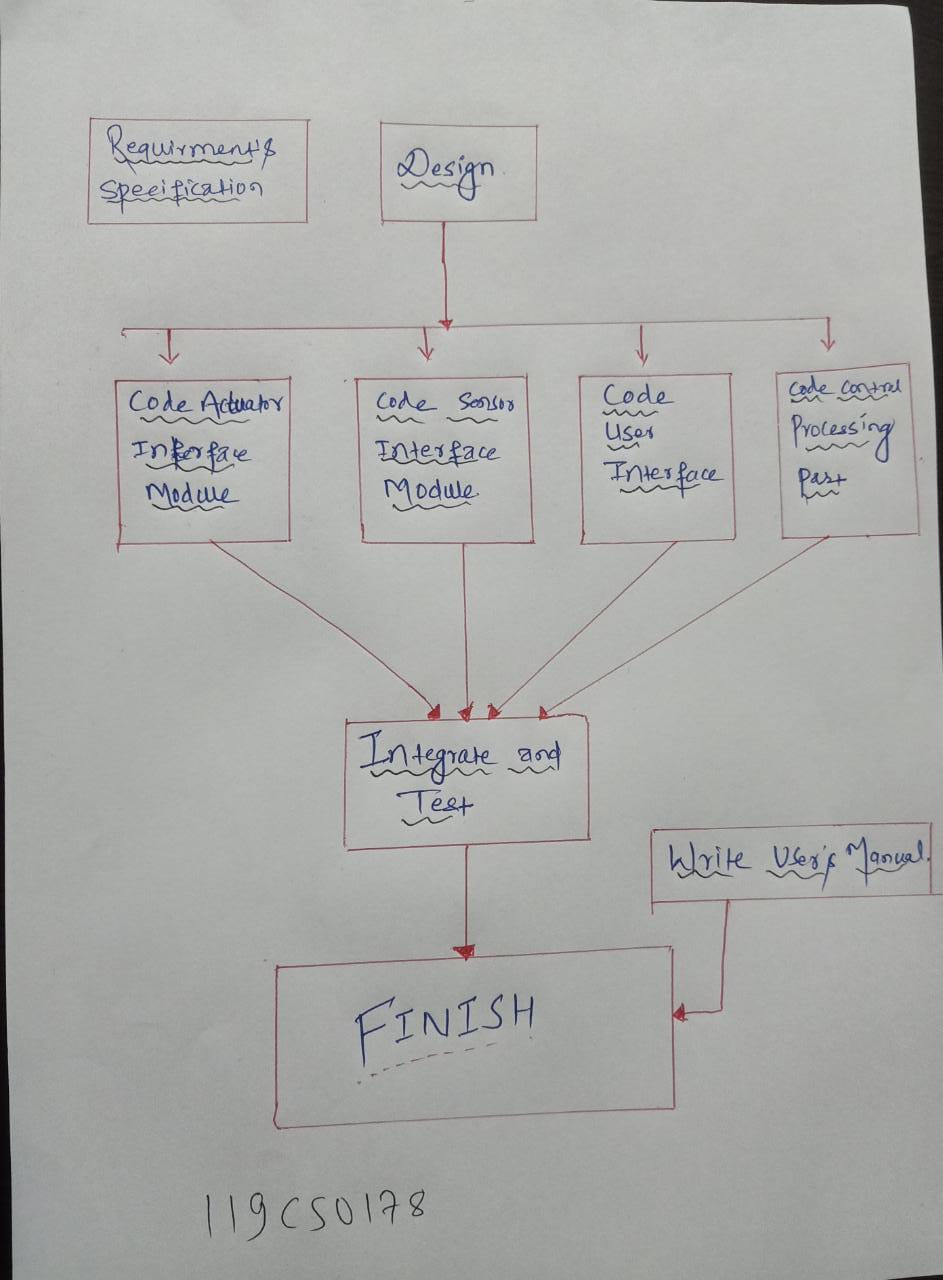 Requirment's
Specification
Design.
Code Actuator
Interface
Module
Code Sensor
Interface
Module.
Code
User
Interface
Code Control
Processing
Part
Integrate and
Test
Write User's Manual.
FINISH
119CS0178